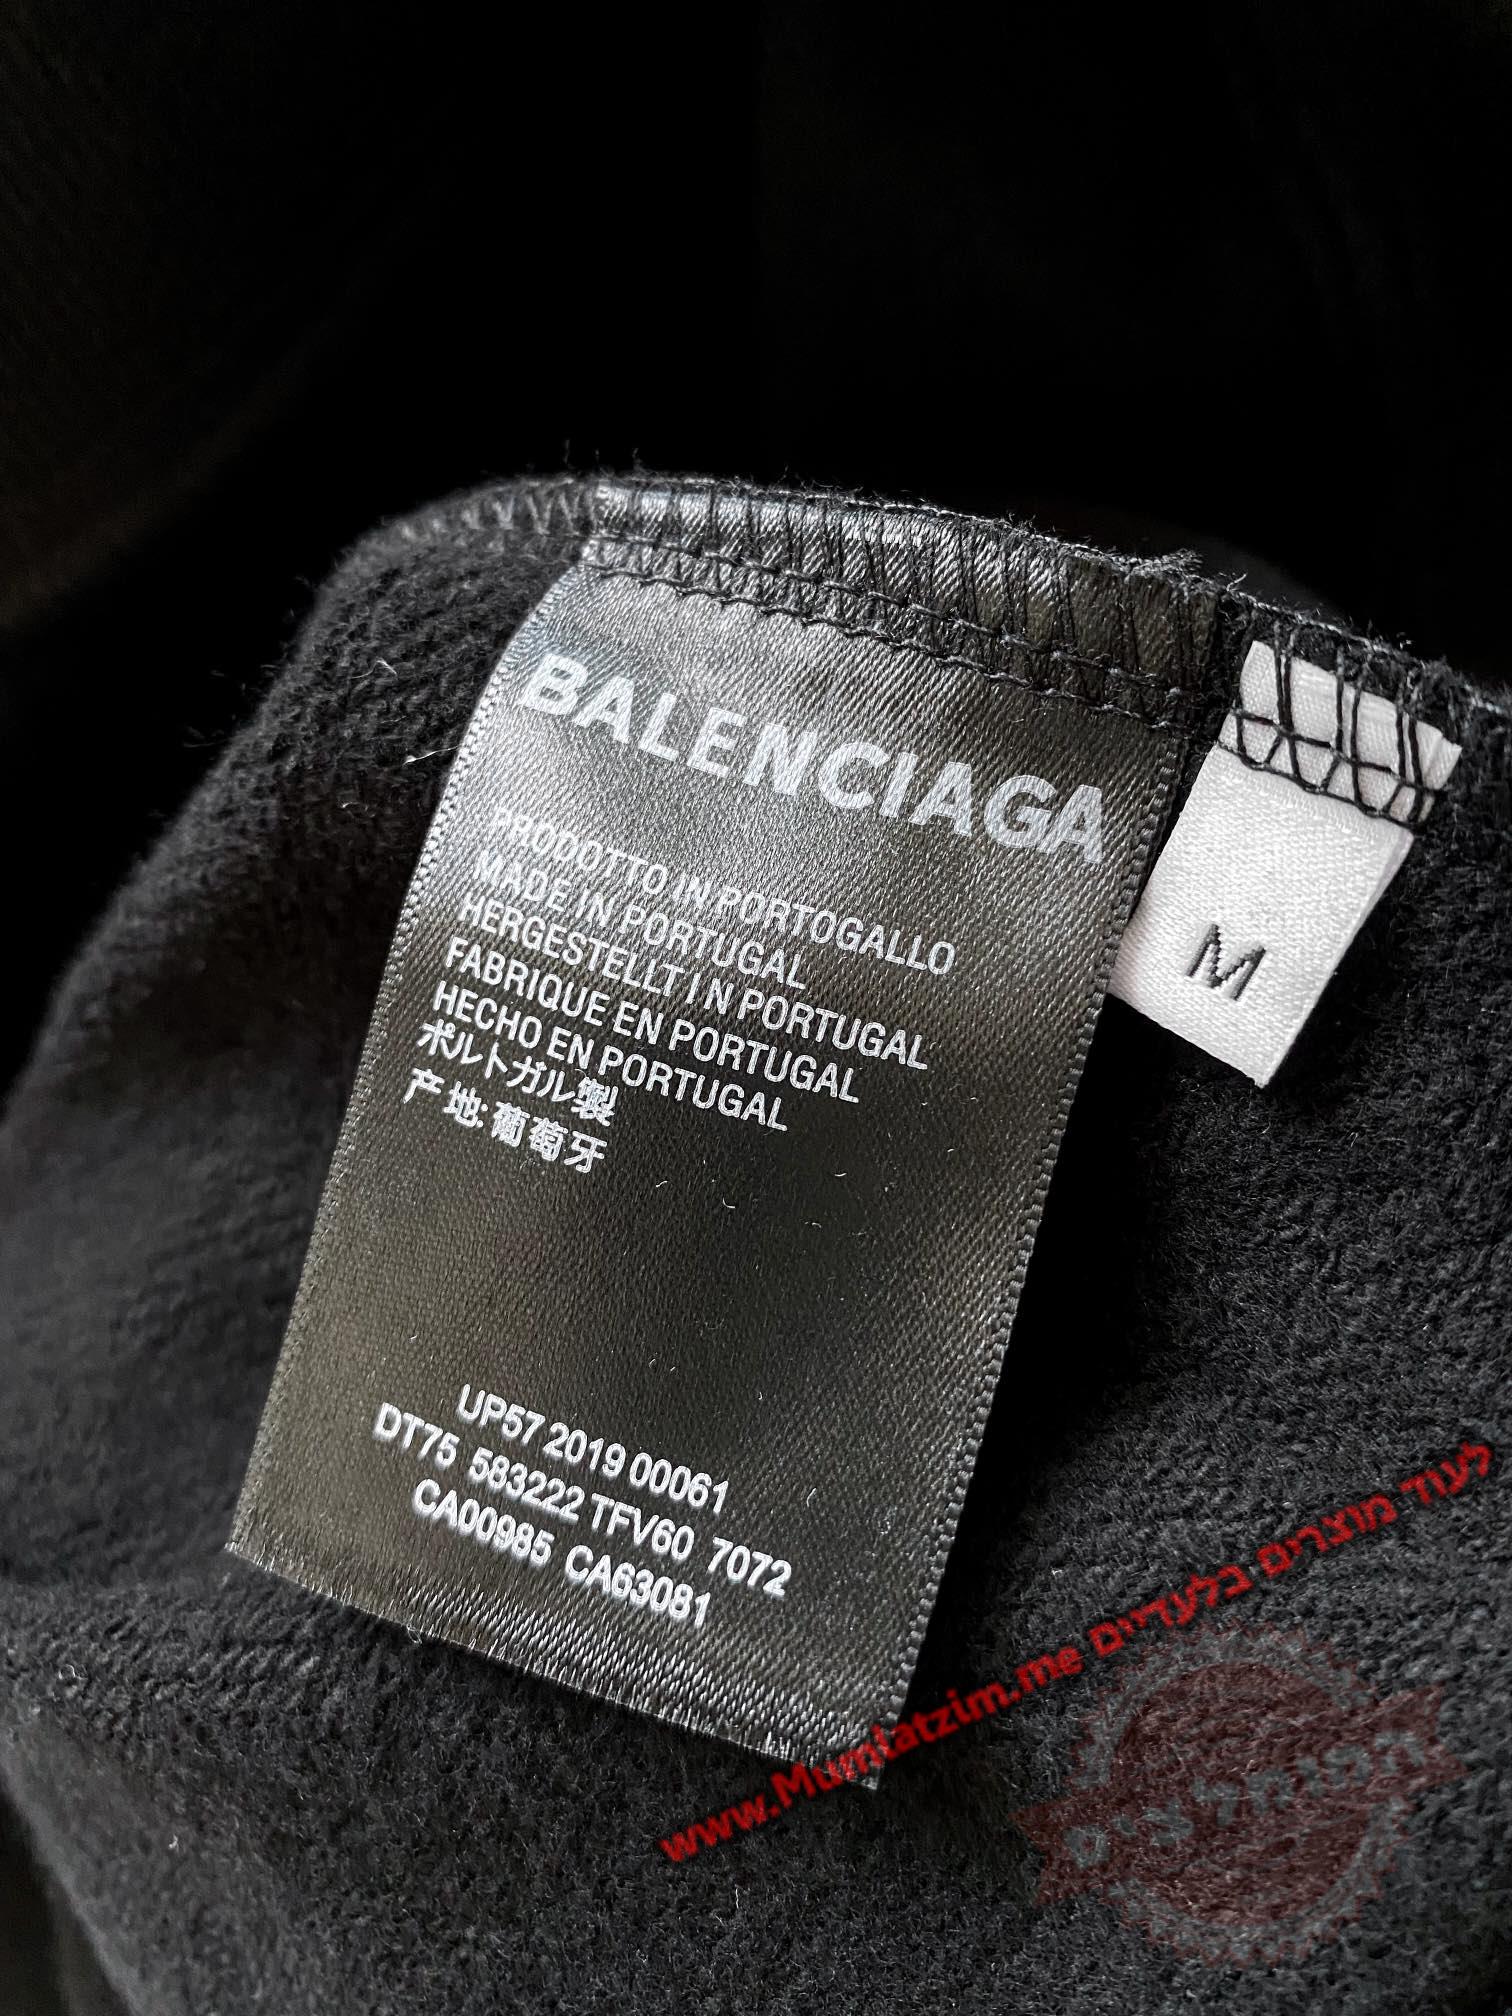 BALENCIAGA
PRODOTTO IN PORTOGALLO
MADE IN PORTUGAL
HERGESTELLT IN PORTUGAL
FABRIQUE EN PORTUGAL
HECHO EN PORTUGAL
ポルトガル製
产地:葡萄牙
UP57 2019 00061
DT75 583222 TFV60 7072
CA00985 CA63081
M
לעוד מוצרים בלעדיים www.Mumlatzim.me
המומלצים